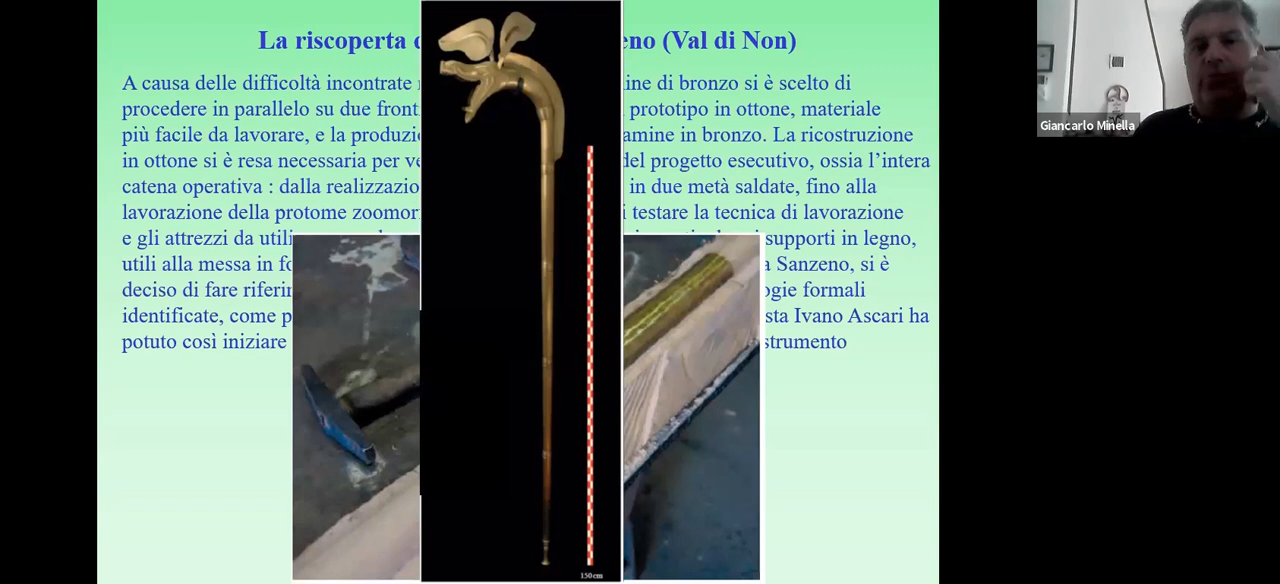 La riscoperta eno (Val di Non)
A causa delle difficoltà incontrate ine di bronzo si è scelto di
procedere in parallelo su due front prototipo in ottone, materiale
più facile da lavorare, e la produzi amine in bronzo. La ricostruzione
in ottone si è resa necessaria per ve del progetto esecutivo, ossia l’intera
catena operativa : dalla realizzazio in due metà saldate, fino alla
lavorazione della protome zoomor i testare la tecnica di lavorazione
e gli attrezzi da utili supporti in legno,
utili alla messa in fo a Sanzeno, si è
deciso di fare riferin ogie formali
identificate, come p sta Ivano Ascari ha
potuto così iniziare strumento
150 cm
Giancarlo Minella